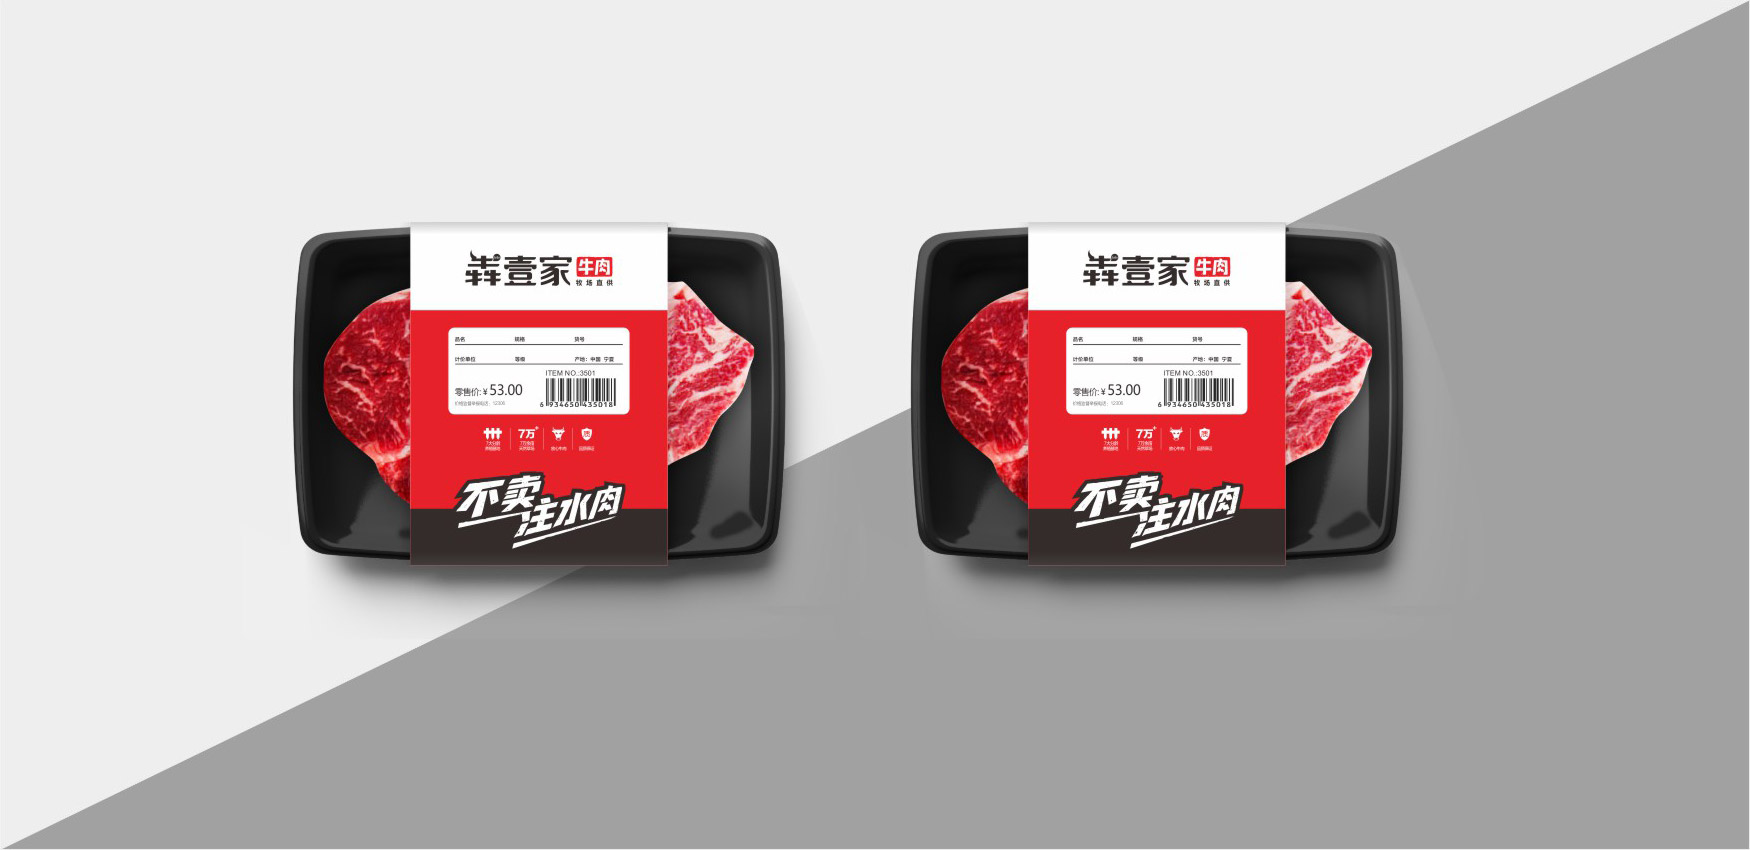 犇壹家 牛肉
牧场直供
品名 规格 货号
计价单位 等级 产地：中国 宁夏
ITEM NO.:3501
零售价:￥53.00
6 934650 435018
7万+
不卖
注水肉
犇壹家 牛肉
牧场直供
品名 规格 货号
计价单位 等级 产地：中国 宁夏
ITEM NO.:3501
零售价:￥53.00
6 934650 435018
7万+
不卖
注水肉